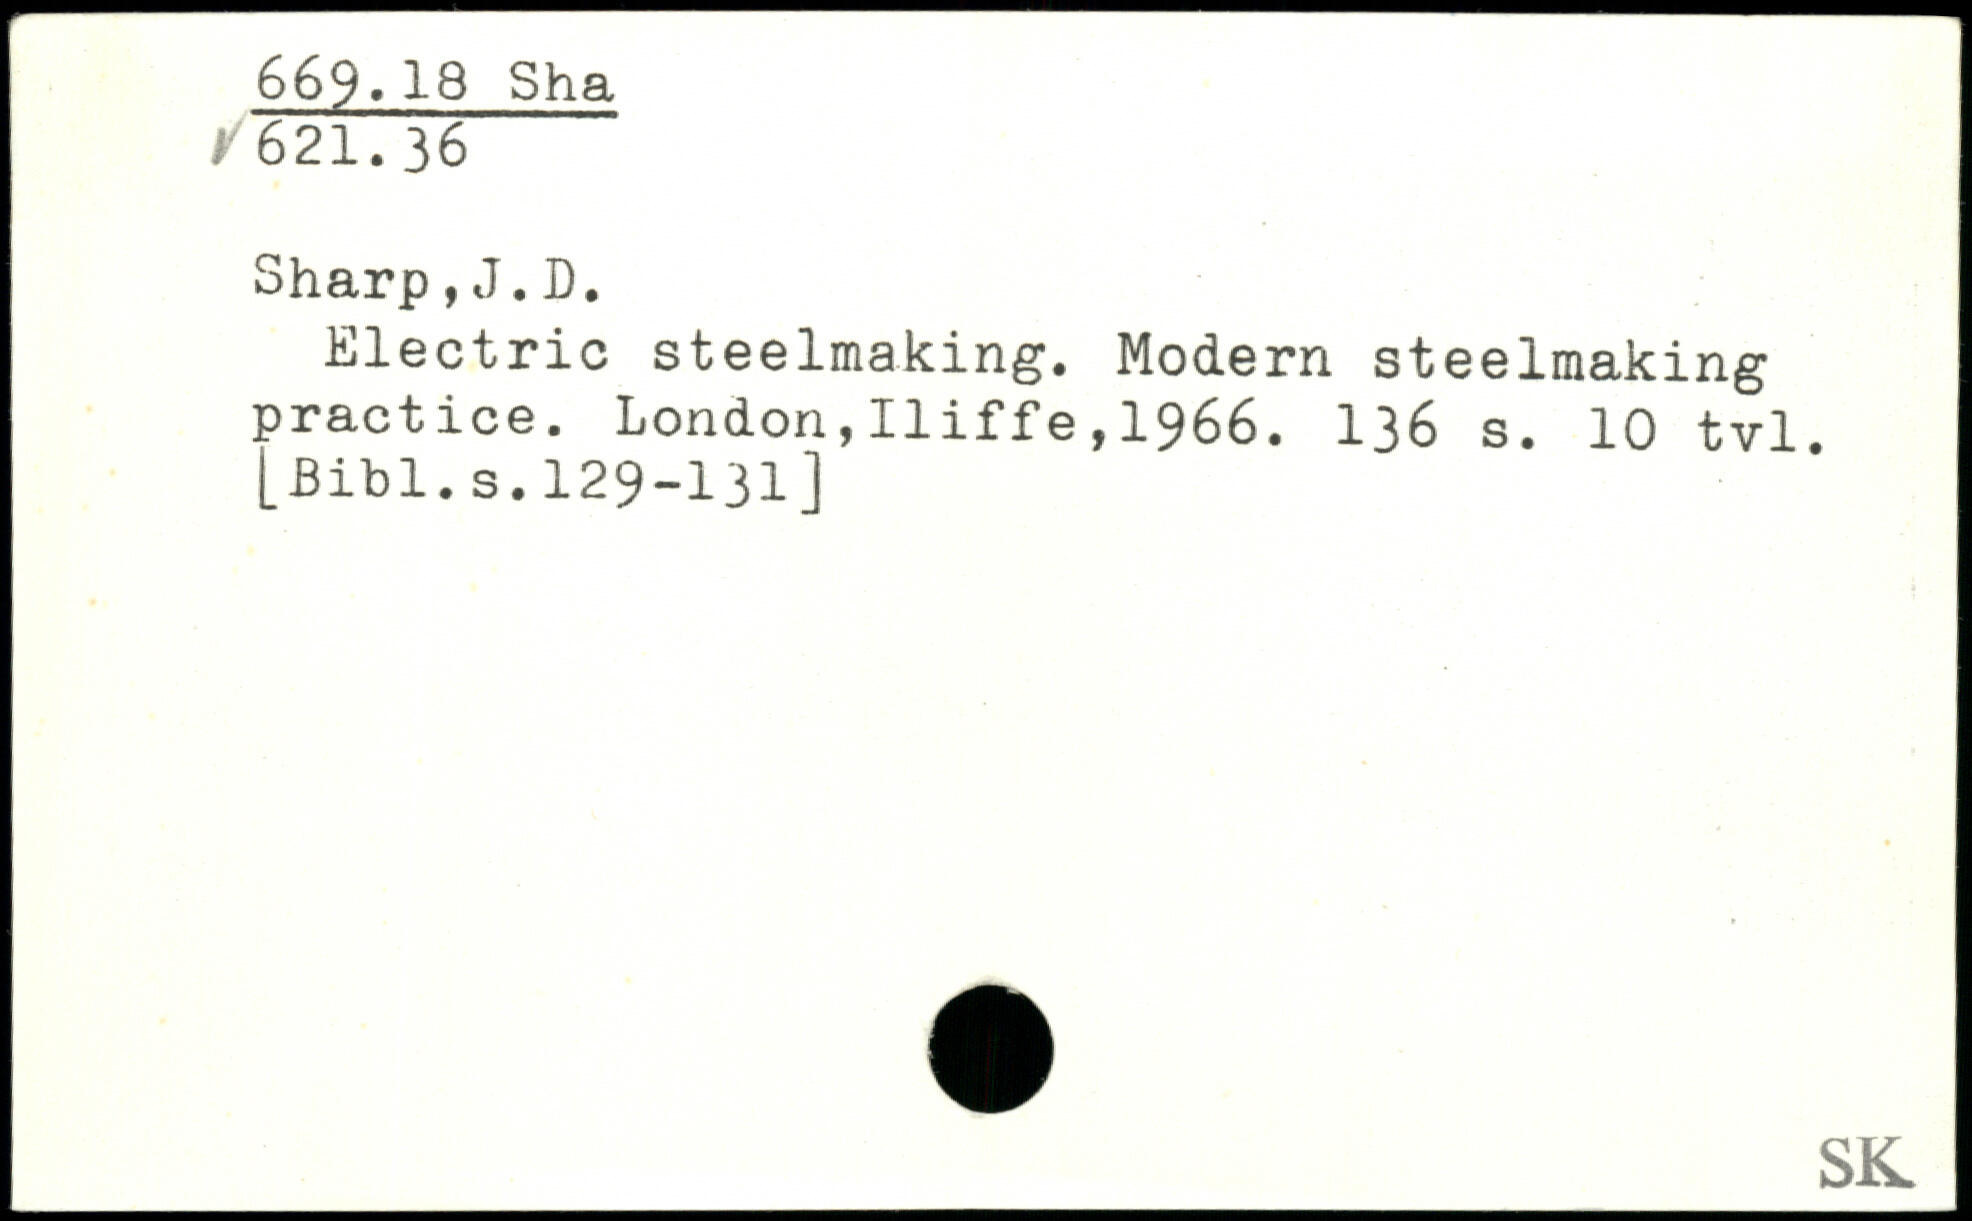 669.18 Sha
621.36
Sharp,J.D.
Electric steelmaking. Modern steelmaking
practice. London,Iliffe,1966. 136 s. 10 tvl.
[Bibl.s.129-131]
SK